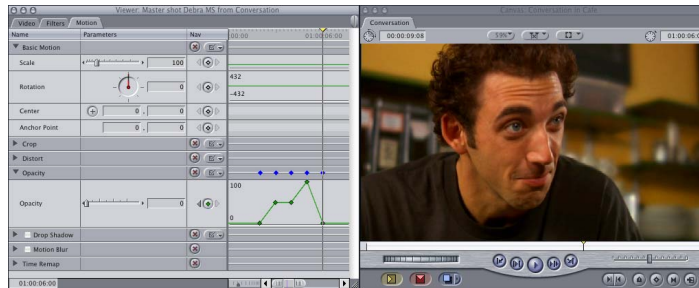 Viewer: Master shot Debra MS from Conversation
Video Filters Motion
Name Parameters Nav 00:00 01:00:06:00
Basic Motion
Scale 100
Rotation 0 432 -432
Center 0 , 0
Anchor Point 0 , 0
Crop
Distort
Opacity
Opacity 0 100 0
Drop Shadow
Motion Blur
Time Remap
01:00:06:00
Canvas: Conversation in Cafe
Conversation
00:00:09:08 59% 01:00:06:0